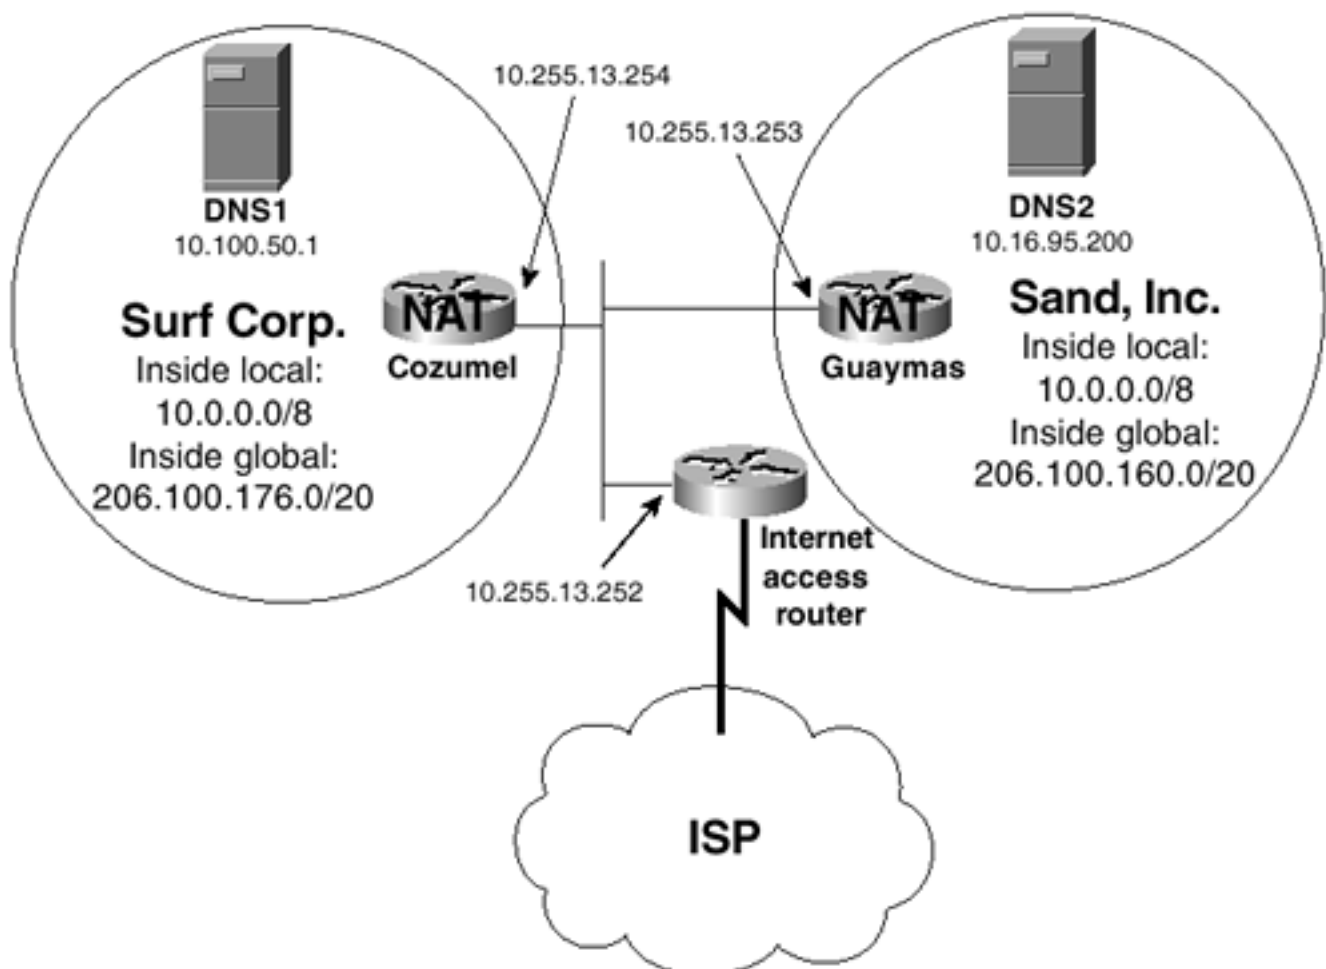 10.255.13.254
10.255.13.253
DNS1
10.100.50.1
DNS2
10.16.95.200
NAT
Cozumel
NAT
Guaymas
Surf Corp.
Inside local:
10.0.0.0/8
Inside global:
206.100.176.0/20
Sand, Inc.
Inside local:
10.0.0.0/8
Inside global:
206.100.160.0/20
10.255.13.252
Internet
access
router
ISP